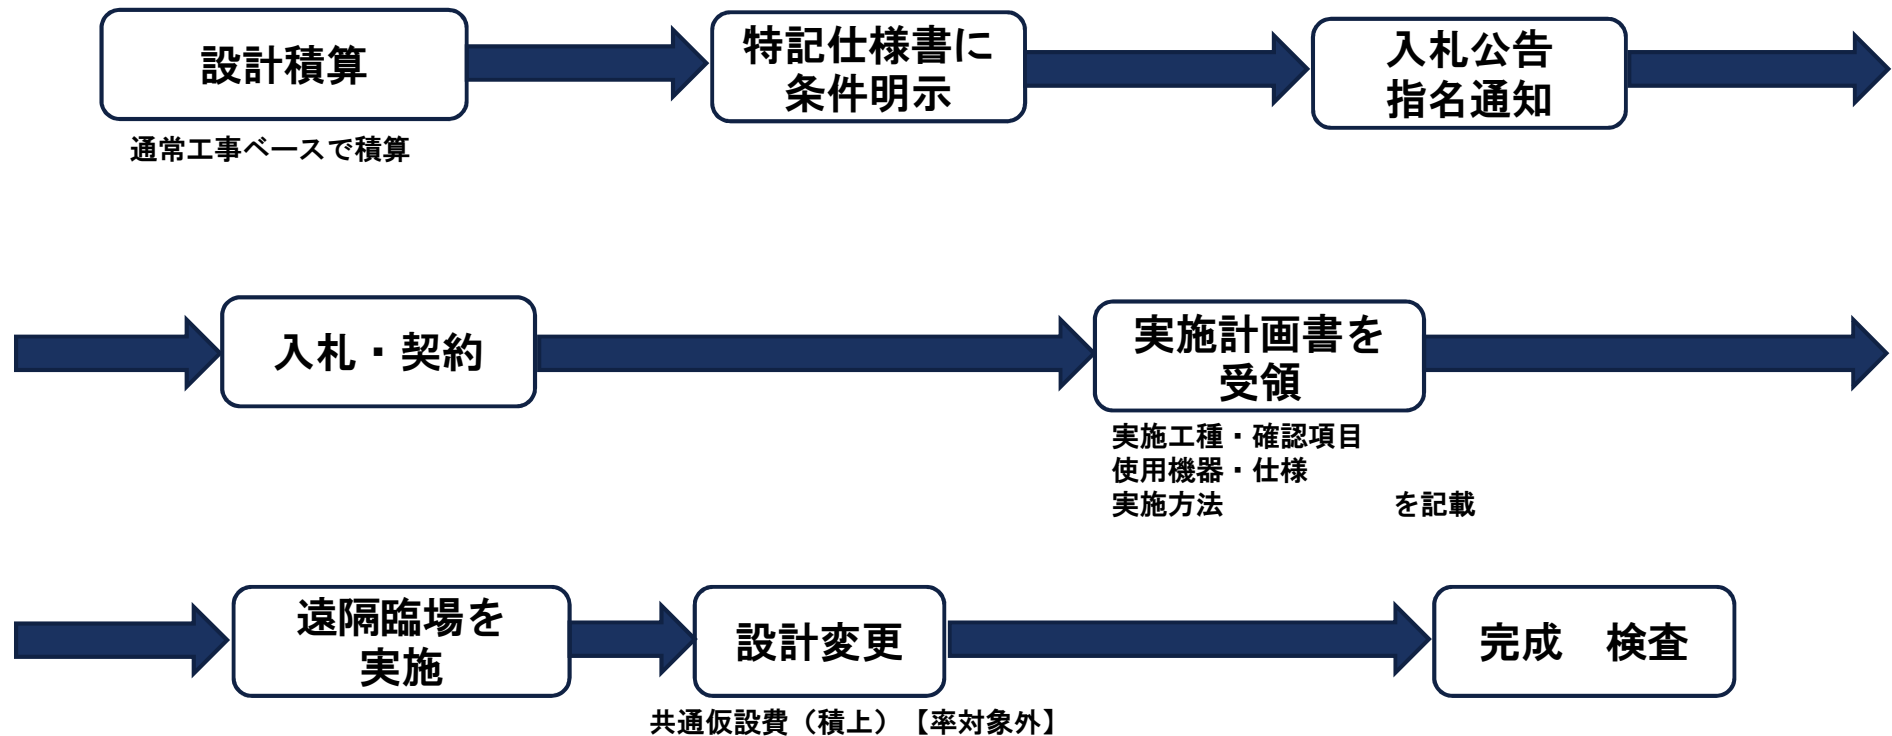 設計積算
特記仕様書に
条件明示
入札公告
指名通知
通常工事ベースで積算
入札・契約
実施計画書を
受領
実施工種・確認項目
使用機器・仕様
実施方法　　　　　　を記載
遠隔臨場を
実施
設計変更
完成　検査
共通仮設費（積上）【率対象外】